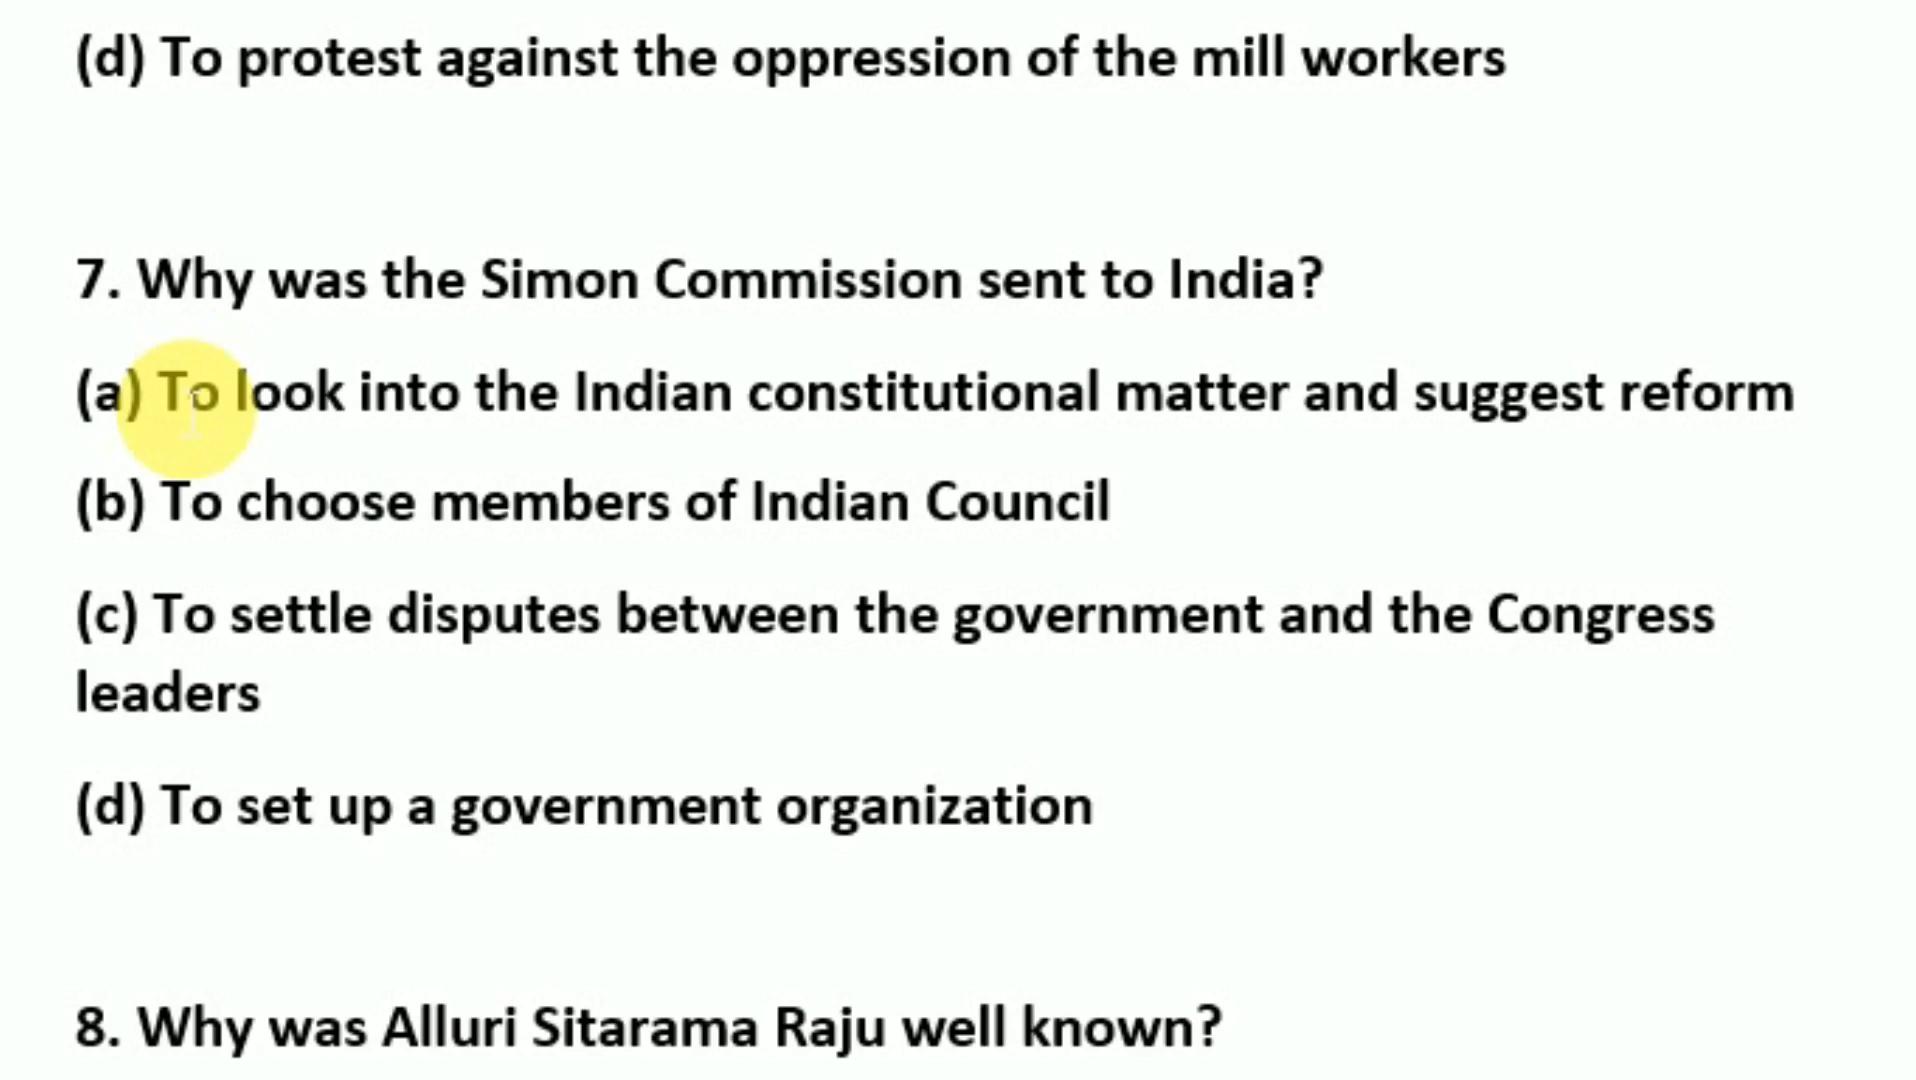 (d) To protest against the oppression of the mill workers
7. Why was the Simon Commission sent to India?
(a) To look into the Indian constitutional matter and suggest reform
(b) To choose members of Indian Council
(c) To settle disputes between the government and the Congress
leaders
(d) To set up a government organization
8. Why was Alluri Sitarama Raju well known?